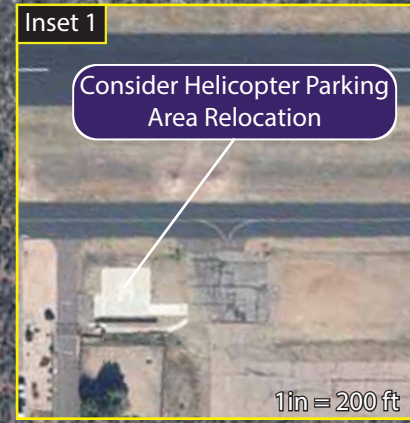 Inset 1
Consider Helicopter Parking
Area Relocation
1in = 200 ft